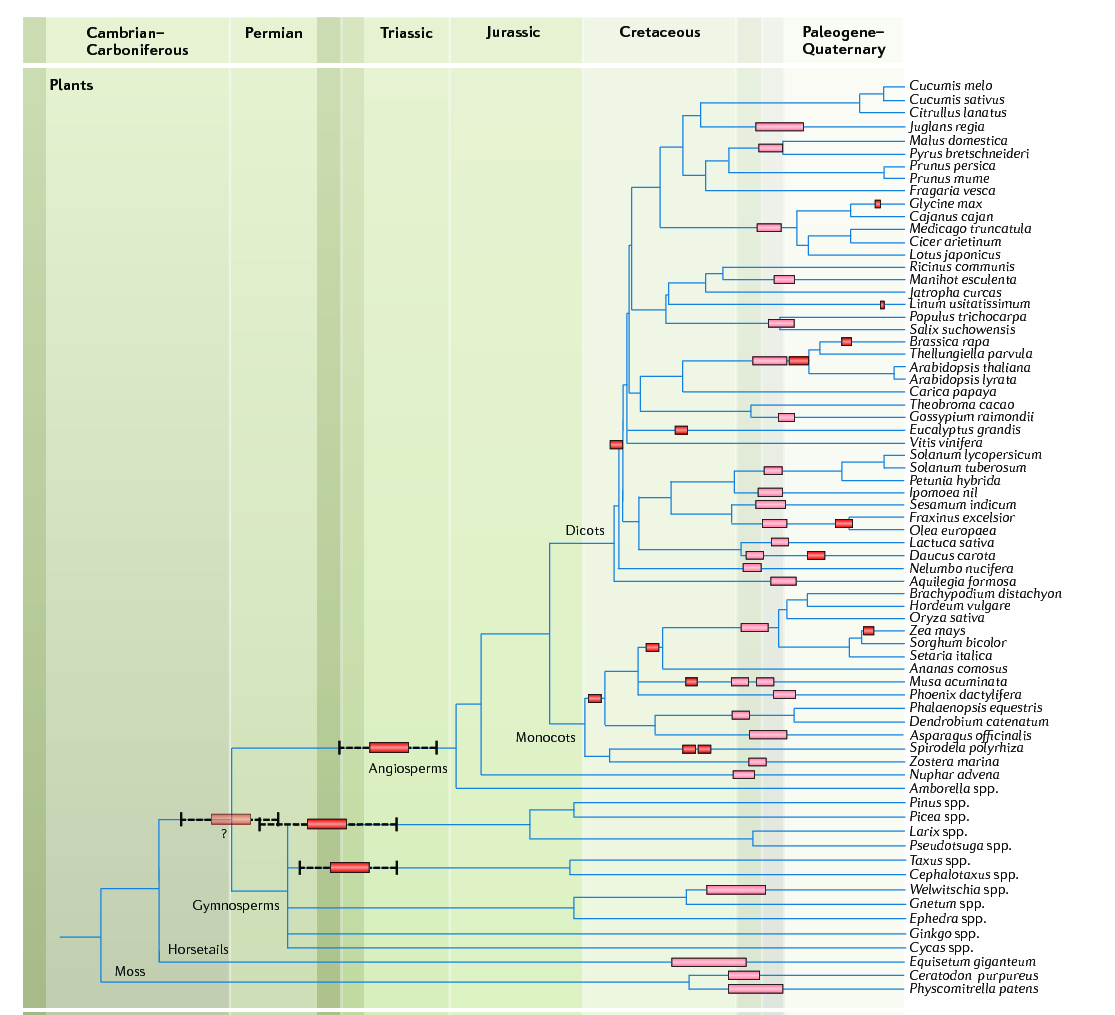 Cambrian–
Carboniferous
Permian
Triassic
Jurassic
Cretaceous
Paleogene–
Quaternary
Plants
Cucumis melo
Cucumis sativus
Citrullus lanatus
Juglans regia
Malus domestica
Pyrus bretschneideri
Prunus persica
Prunus mume
Fragaria vesca
Glycine max
Cajanus cajan
Medicago truncatula
Cicer arietinum
Lotus japonicus
Ricinus communis
Manihot esculenta
Jatropha curcas
Linum usitatissimum
Populus trichocarpa
Salix suchowensis
Brassica rapa
Thellungiella parvula
Arabidopsis thaliana
Arabidopsis lyrata
Carica papaya
Theobroma cacao
Gossypium raimondii
Eucalyptus grandis
Vitis vinifera
Solanum lycopersicum
Solanum tuberosum
Petunia hybrida
Ipomoea nil
Sesamum indicum
Fraxinus excelsior
Dicots
Olea europaea
Lactuca sativa
Daucus carota
Nelumbo nucifera
Aquilegia formosa
Brachypodium distachyon
Hordeum vulgare
Oryza sativa
Zea mays
Sorghum bicolor
Setaria italica
Ananas comosus
Musa acuminata
Phoenix dactylifera
Phalaenopsis equestris
Dendrobium catenatum
Monocots
Asparagus officinalis
Spirodela polyrhiza
Zostera marina
Angiosperms
Nuphar advena
Amborella spp.
Pinus spp.
Picea spp.
?
Larix spp.
Pseudotsuga spp.
Taxus spp.
Cephalotaxus spp.
Welwitschia spp.
Gnetum spp.
Gymnosperms
Ephedra spp.
Ginkgo spp.
Horsetails
Cycas spp.
Equisetum giganteum
Moss
Ceratodon purpureus
Physcomitrella patens